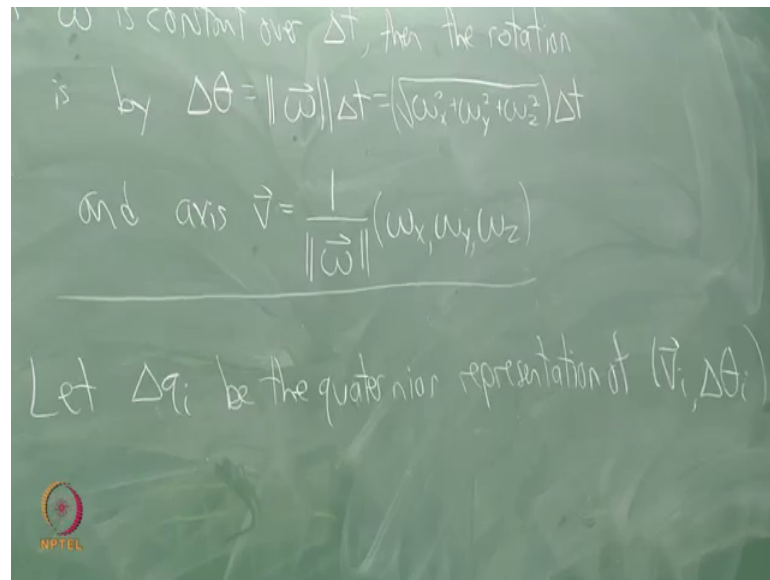 ω is constant over Δt, then the rotation
is by Δθ = ||ω⃗||Δt = (√ωx²+ωy²+ωz²)Δt
and axis v⃗ = 1/||ω⃗|| (ωx, ωy, ωz)
Let Δqi be the quaternion representation of (v⃗i, Δθi)
NPTEL